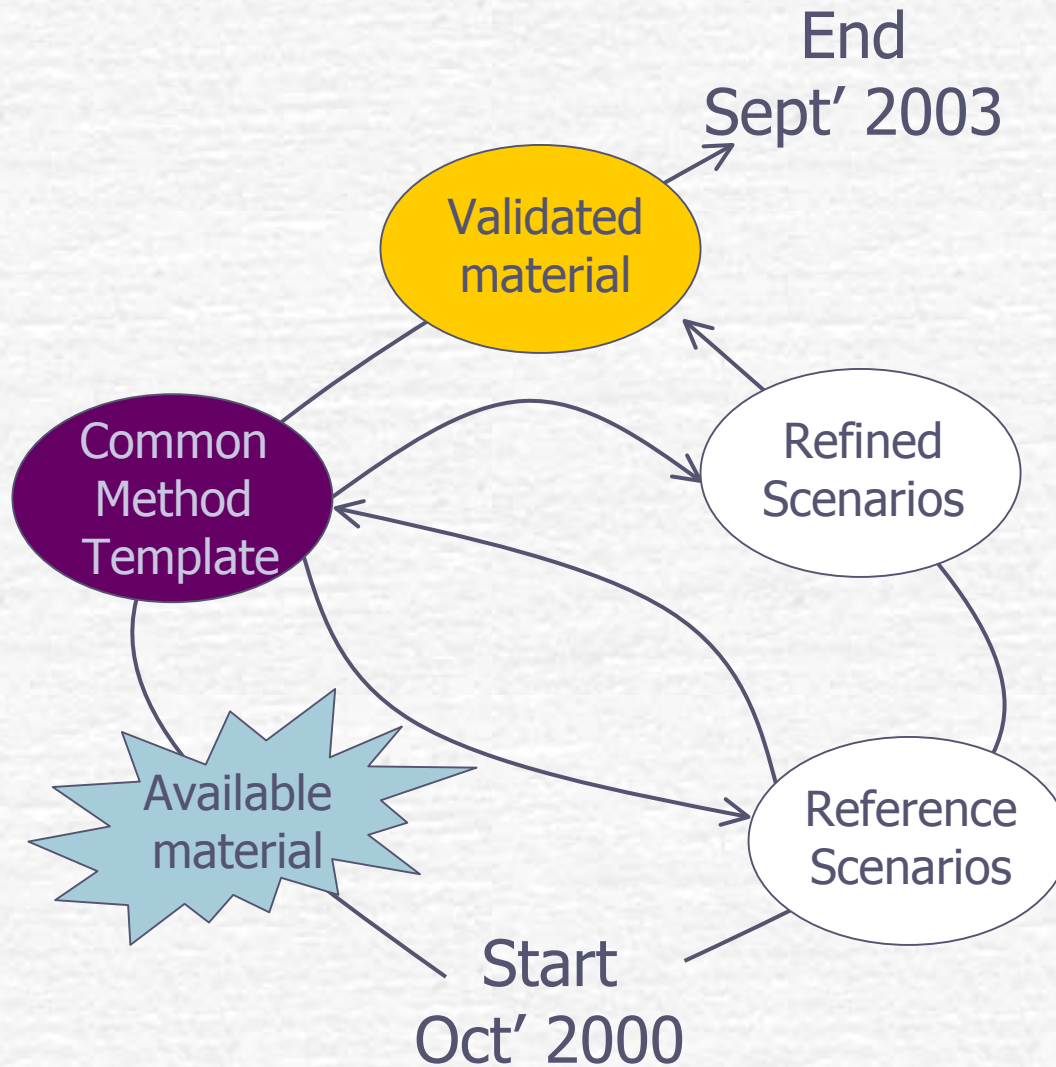 End
Sept’ 2003
Validated
material
Common
Method
Template
Refined
Scenarios
Available
material
Reference
Scenarios
Start
Oct’ 2000